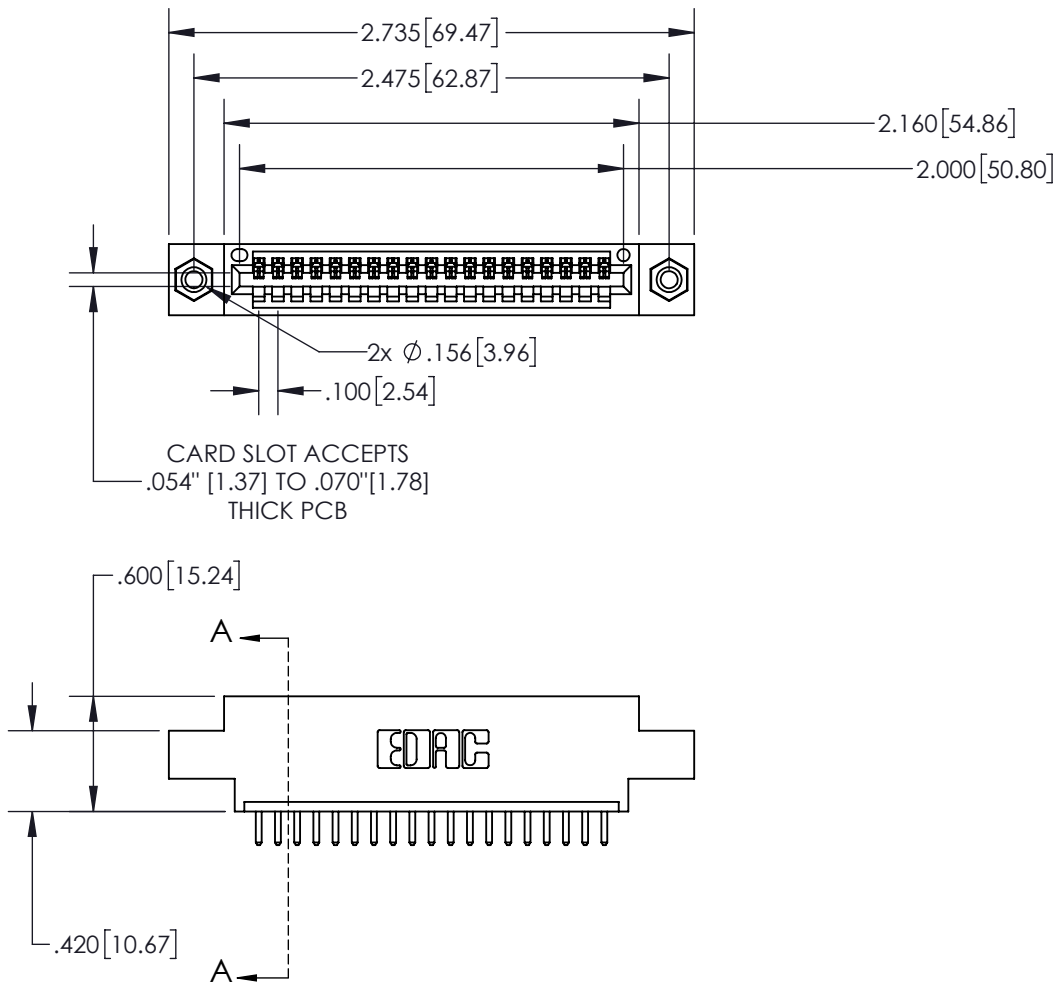 2.735[69.47]
2.475[62.87]
2.160[54.86]
2.000[50.80]
2x Ø.156[3.96]
.100[2.54]
CARD SLOT ACCEPTS
.054" [1.37] TO .070"[1.78]
THICK PCB
.600[15.24]
A
EDAC
.420[10.67]
A